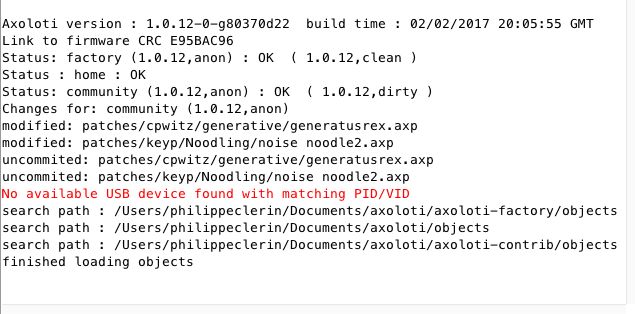 Axoloti version : 1.0.12-0-g80370d22  build time : 02/02/2017 20:05:55 GMT
Link to firmware CRC E95BAC96
Status: factory (1.0.12,anon) : OK  ( 1.0.12,clean )
Status : home : OK
Status: community (1.0.12,anon) : OK  ( 1.0.12,dirty )
Changes for: community (1.0.12,anon)
modified: patches/cpwitz/generative/generatusrex.axp
modified: patches/keyp/Noodling/noise noodle2.axp
uncommited: patches/cpwitz/generative/generatusrex.axp
uncommited: patches/keyp/Noodling/noise noodle2.axp
No available USB device found with matching PID/VID
search path : /Users/philippeclerin/Documents/axoloti/axoloti-factory/objects
search path : /Users/philippeclerin/Documents/axoloti/objects
search path : /Users/philippeclerin/Documents/axoloti/axoloti-contrib/objects
finished loading objects